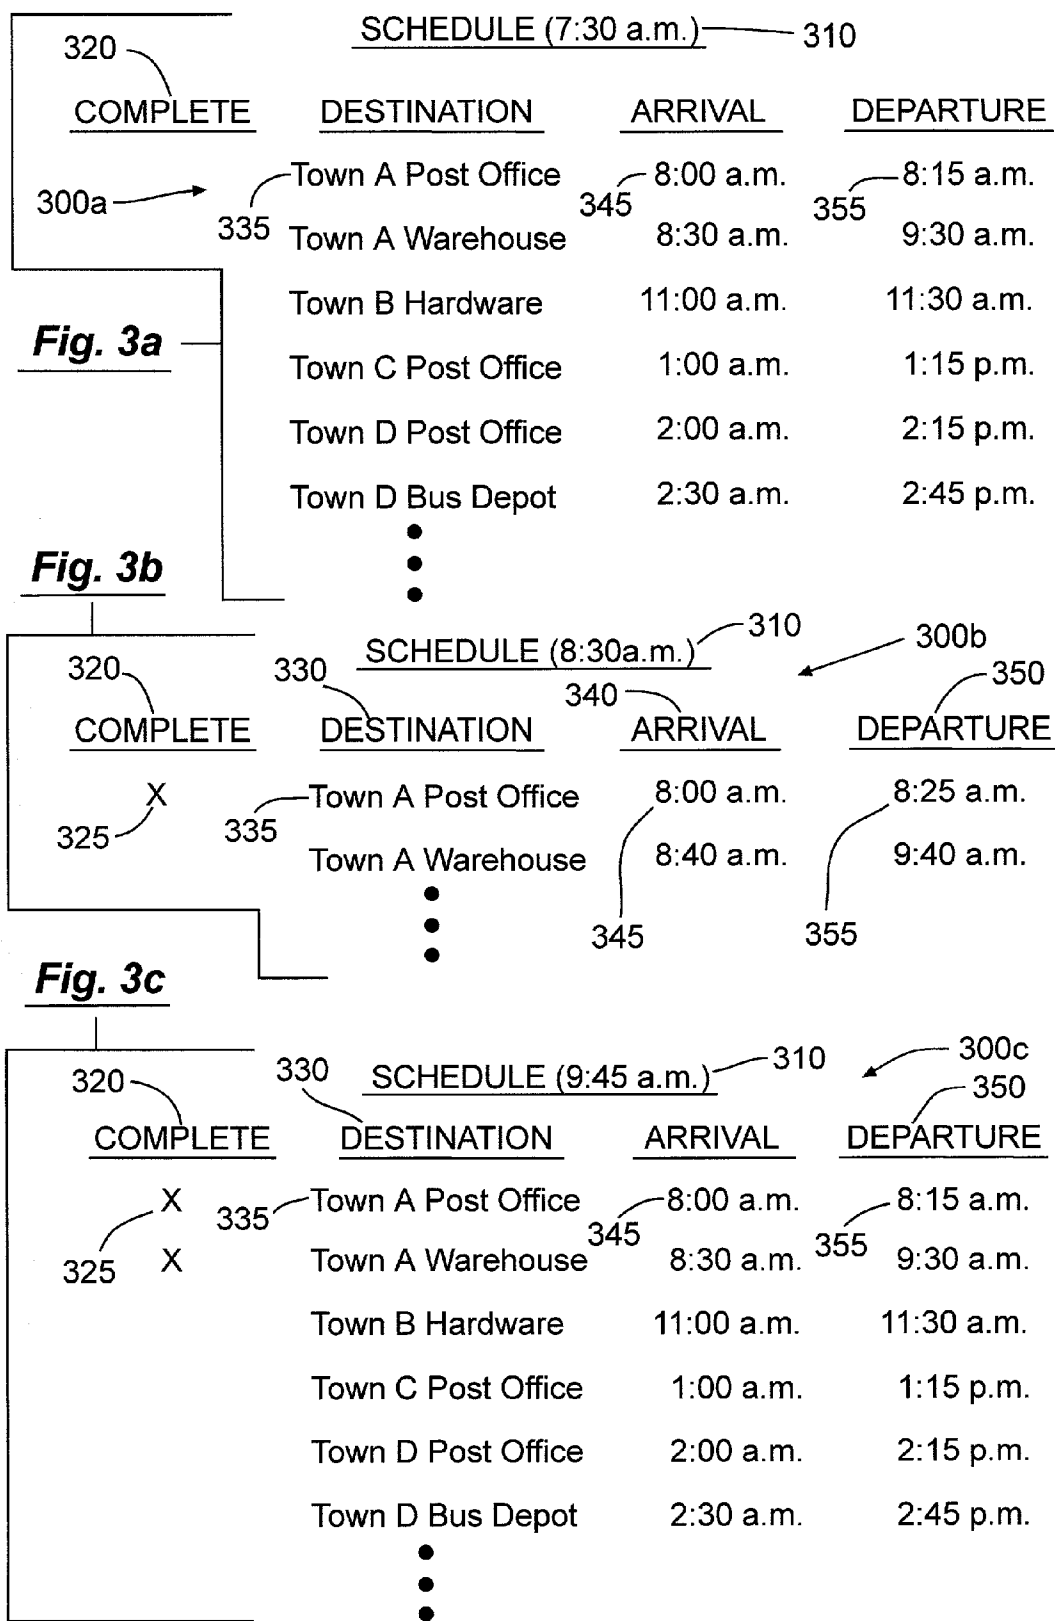 SCHEDULE (7:30 a.m.) 310
320
COMPLETE DESTINATION ARRIVAL DEPARTURE
Town A Post Office 8:00 a.m. 8:15 a.m.
300a 335 345 355
Town A Warehouse 8:30 a.m. 9:30 a.m.
Town B Hardware 11:00 a.m. 11:30 a.m.
Fig. 3a
Town C Post Office 1:00 a.m. 1:15 p.m.
Town D Post Office 2:00 a.m. 2:15 p.m.
Town D Bus Depot 2:30 a.m. 2:45 p.m.
Fig. 3b
SCHEDULE (8:30a.m.) 310 300b
320 330 340 350
COMPLETE DESTINATION ARRIVAL DEPARTURE
X Town A Post Office 8:00 a.m. 8:25 a.m.
325 335
Town A Warehouse 8:40 a.m. 9:40 a.m.
345 355
Fig. 3c
SCHEDULE (9:45 a.m.) 310 300c
320 330 350
COMPLETE DESTINATION ARRIVAL DEPARTURE
X 335 Town A Post Office 8:00 a.m. 8:15 a.m.
345 355
325 X Town A Warehouse 8:30 a.m. 9:30 a.m.
Town B Hardware 11:00 a.m. 11:30 a.m.
Town C Post Office 1:00 a.m. 1:15 p.m.
Town D Post Office 2:00 a.m. 2:15 p.m.
Town D Bus Depot 2:30 a.m. 2:45 p.m.